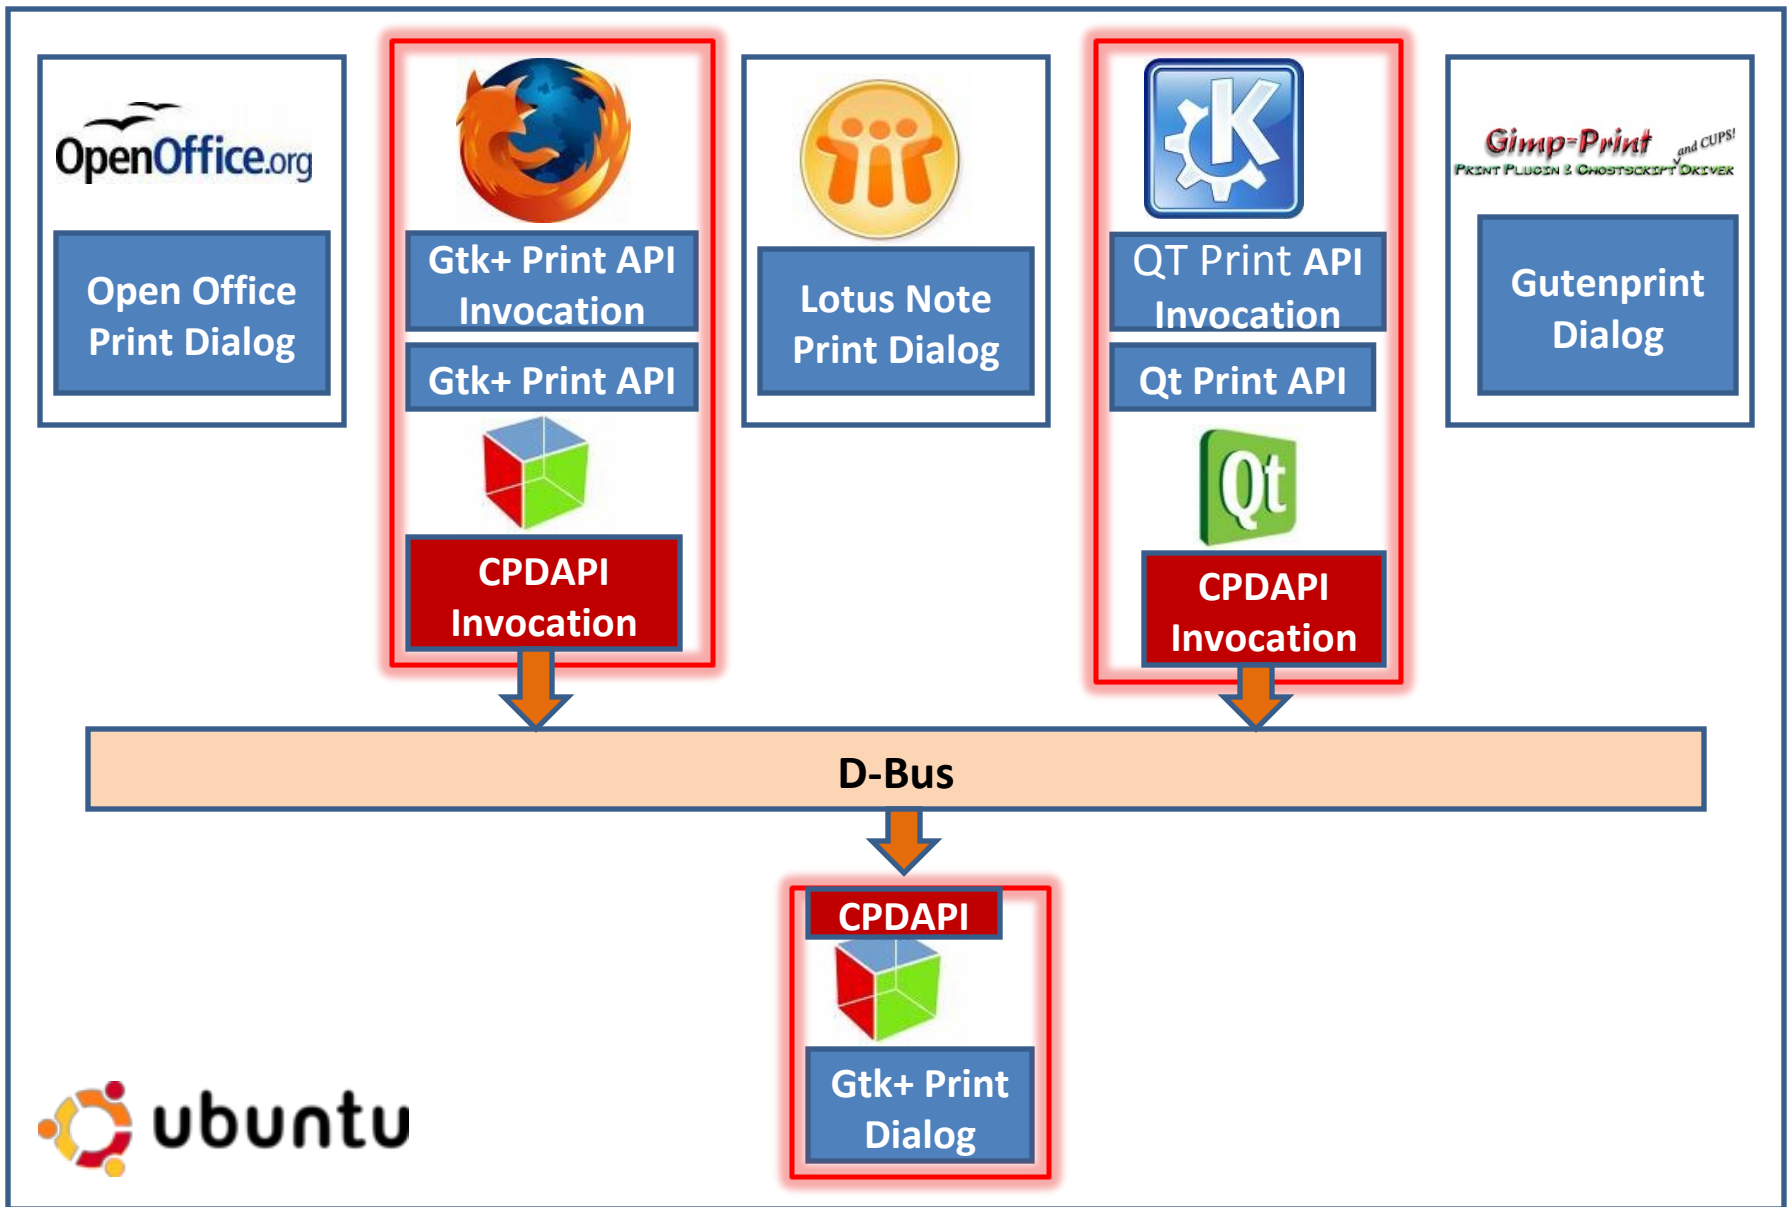 OpenOffice.org
Open Office
Print Dialog
Gtk+ Print API
Invocation
Gtk+ Print API
CPDAPI
Invocation
Lotus Note
Print Dialog
K
QT Print API
Invocation
Qt Print API
Qt
CPDAPI
Invocation
Gimp-Print and CUPS!
PRINT PLUGIN & GHOSTSCRIPT DRIVER
Gutenprint
Dialog
D-Bus
CPDAPI
Gtk+ Print
Dialog
ubuntu